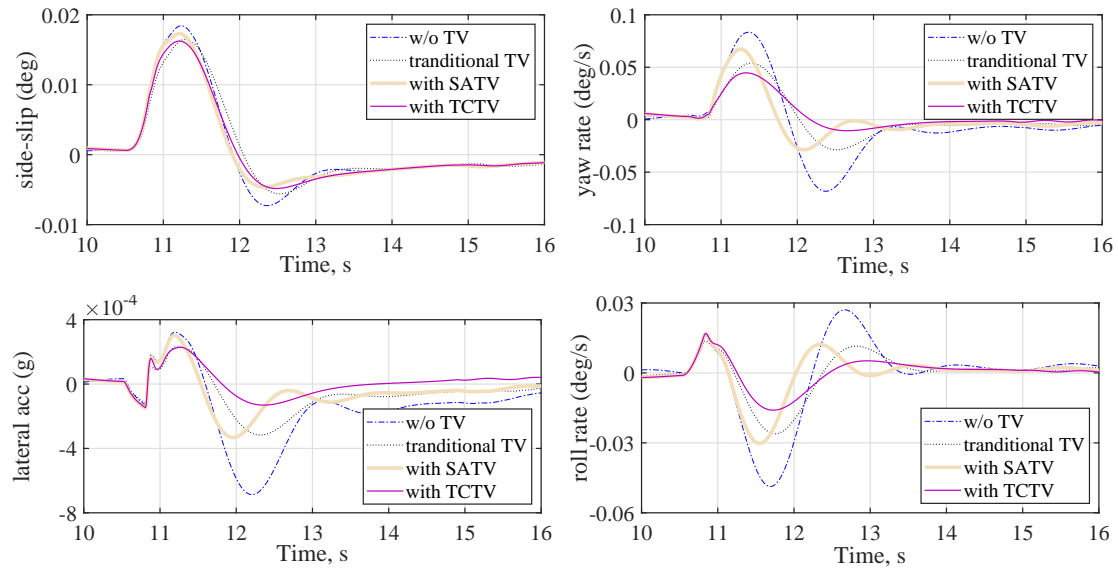 0.02
0.01
0
-0.01
side-slip (deg)
10 11 12 13 14 15 16
Time, s
w/o TV
tranditional TV
with SATV
with TCTV
0.1
0.05
0
-0.05
-0.1
yaw rate (deg/s)
10 11 12 13 14 15 16
Time, s
w/o TV
tranditional TV
with SATV
with TCTV
×10⁻⁴
4
0
-4
-8
lateral acc (g)
10 11 12 13 14 15 16
Time, s
w/o TV
tranditional TV
with SATV
with TCTV
0.03
0
-0.03
-0.06
roll rate (deg/s)
10 11 12 13 14 15 16
Time, s
w/o TV
tranditional TV
with SATV
with TCTV